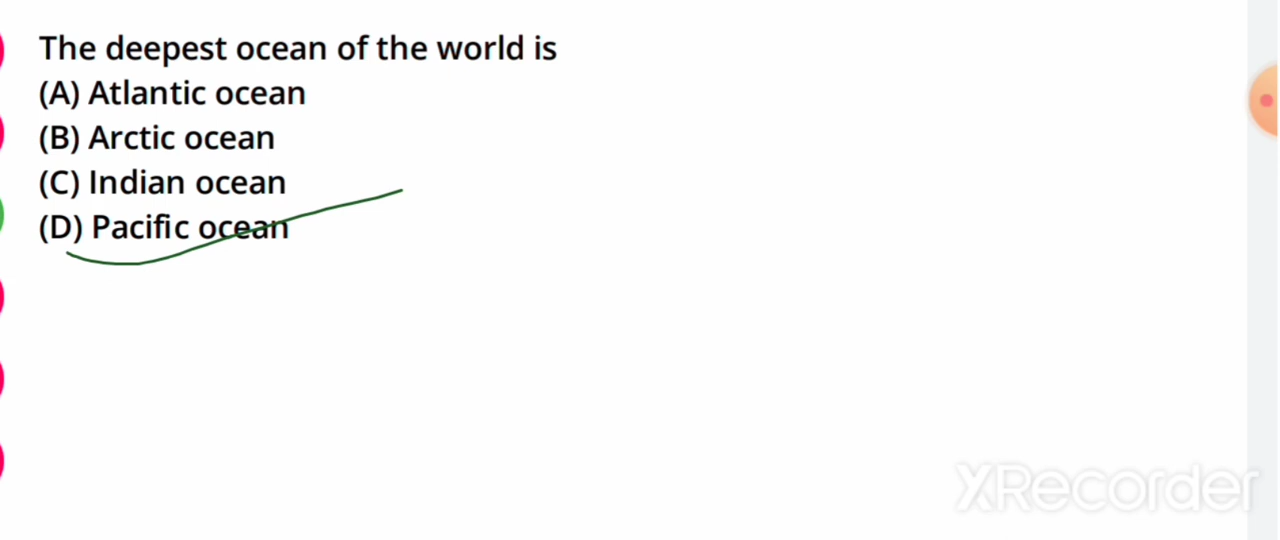 The deepest ocean of the world is
(A) Atlantic ocean
(B) Arctic ocean
(C) Indian ocean
(D) Pacific ocean
XRecorder